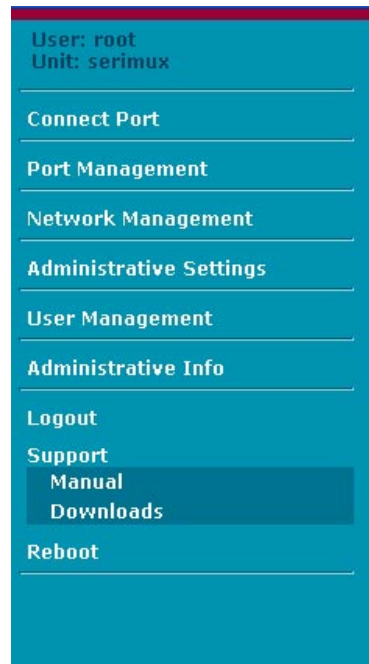 User: root
Unit: serimux
Connect Port
Port Management
Network Management
Administrative Settings
User Management
Administrative Info
Logout
Support
Manual
Downloads
Reboot